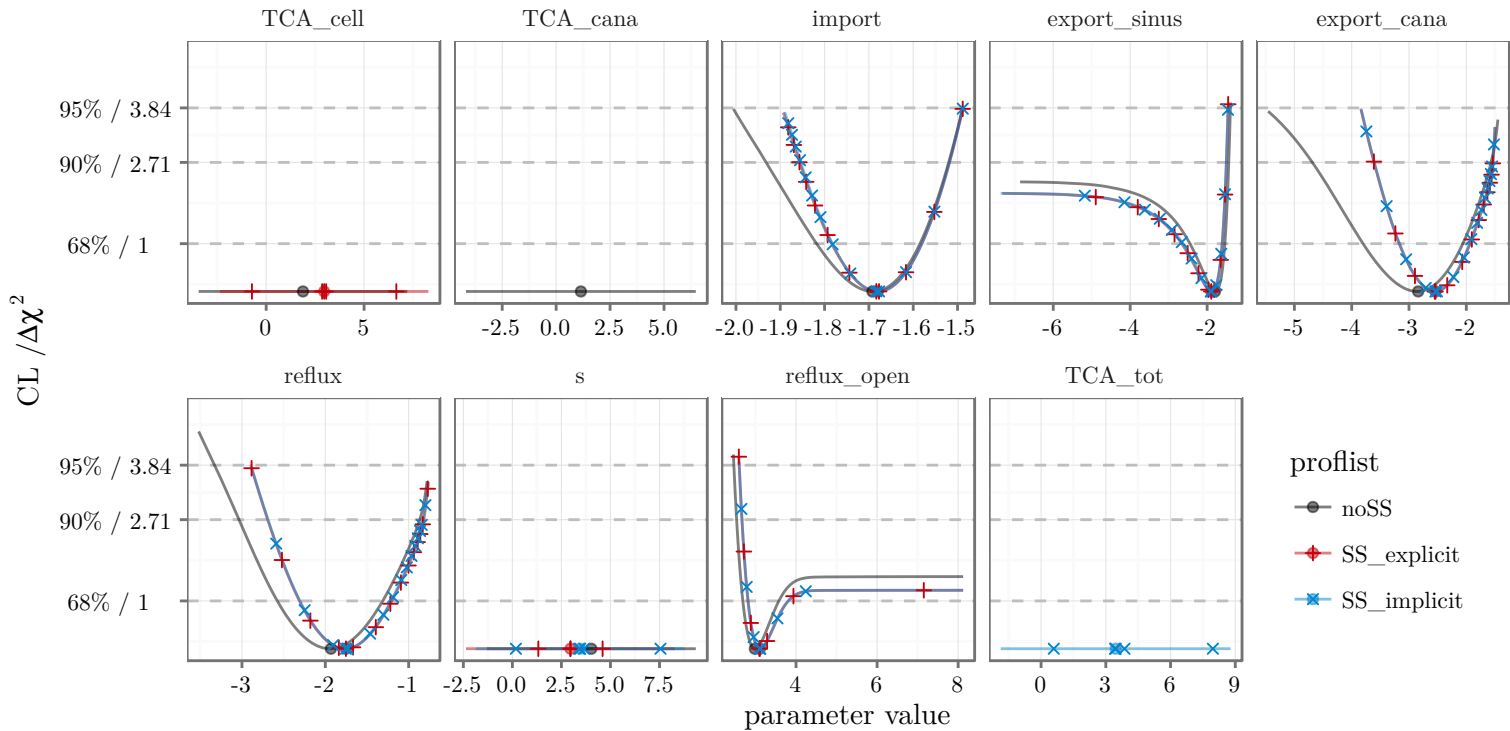 TCA_cell TCA_cana import export_sinus export_cana
95% / 3.84
90% / 2.71
68% / 1
0 5 -2.5 0.0 2.5 5.0 -2.0 -1.9 -1.8 -1.7 -1.6 -1.5 -6 -4 -2 -5 -4 -3 -2
CL /Δχ²
reflux s reflux_open TCA_tot
95% / 3.84
90% / 2.71
68% / 1
-3 -2 -1 -2.5 0.0 2.5 5.0 7.5 4 6 8 0 3 6 9
parameter value
proflist
noSS
SS_explicit
SS_implicit